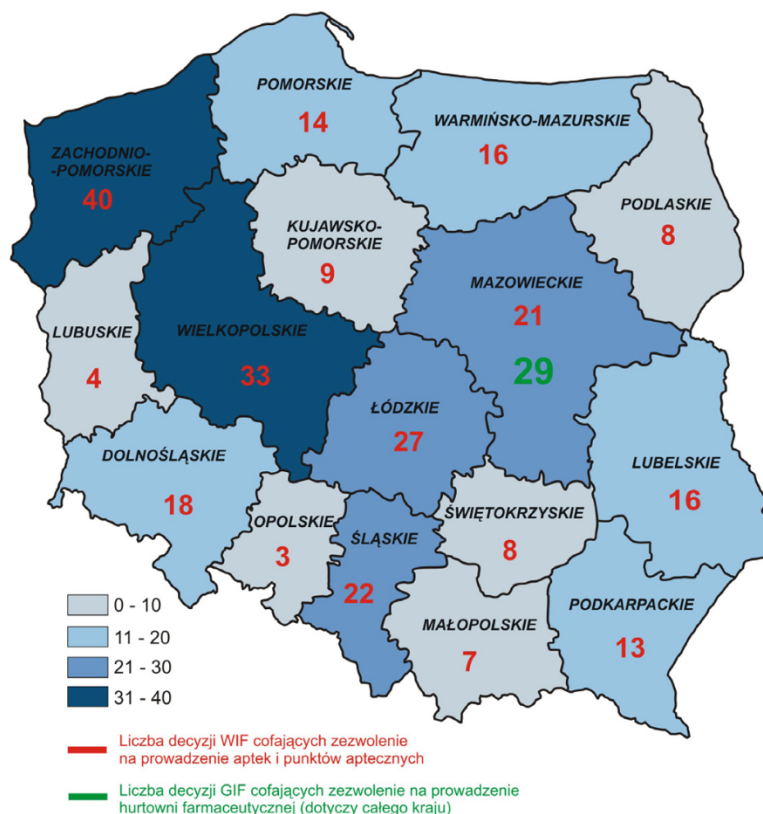 POMORSKIE
14
WARMIŃSKO-MAZURSKIE
16
ZACHODNIO-
-POMORSKIE
40
PODLASKIE
8
KUJAWSKO-
POMORSKIE
9
MAZOWIECKIE
21
29
LUBUSKIE
4
WIELKOPOLSKIE
33
ŁÓDZKIE
27
DOLNOŚLĄSKIE
18
LUBELSKIE
16
OPOLSKIE
3
ŚLĄSKIE
22
ŚWIĘTOKRZYSKIE
8
MAŁOPOLSKIE
7
PODKARPACKIE
13
0 - 10
11 - 20
21 - 30
31 - 40
Liczba decyzji WIF cofających zezwolenie
na prowadzenie aptek i punktów aptecznych
Liczba decyzji GIF cofających zezwolenie na prowadzenie
hurtowni farmaceutycznej (dotyczy całego kraju)